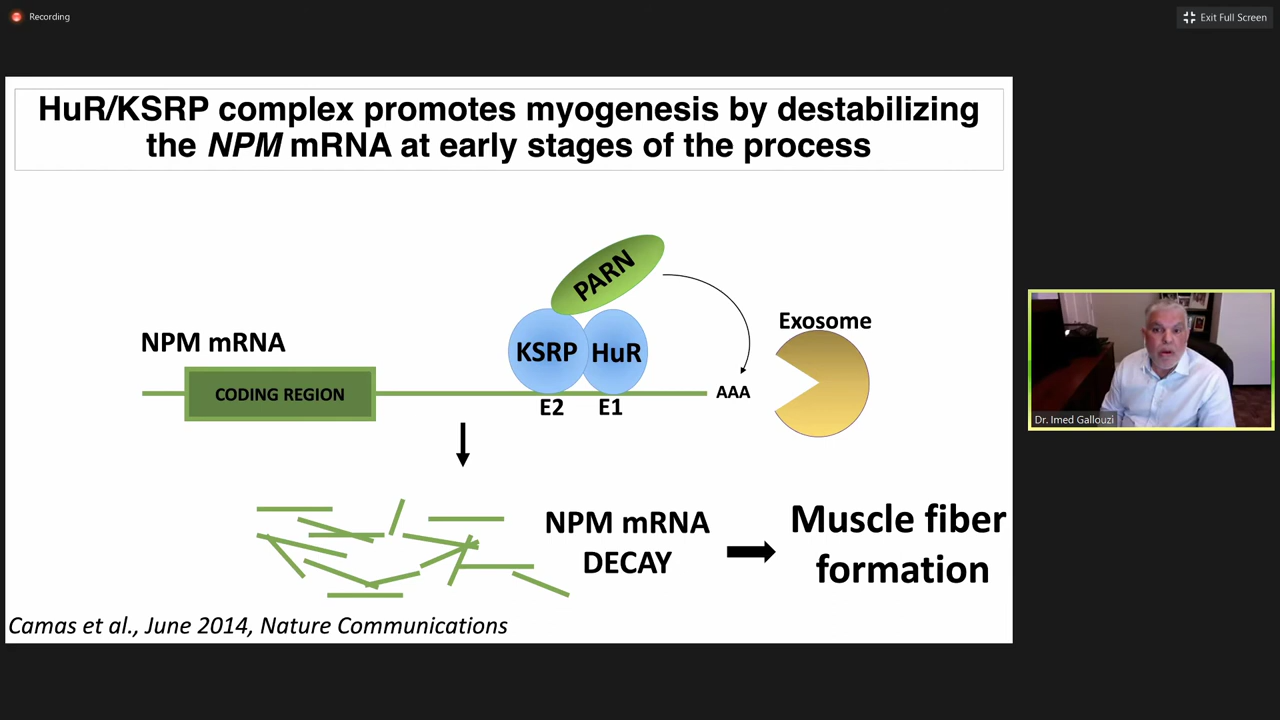 Recording
Exit Full Screen
HuR/KSRP complex promotes myogenesis by destabilizing
the NPM mRNA at early stages of the process
PARN
Exosome
NPM mRNA
KSRP
HuR
CODING REGION
AAA
E2
E1
Dr. Imed Gallouzi
NPM mRNA
DECAY
Muscle fiber
formation
Camas et al., June 2014, Nature Communications